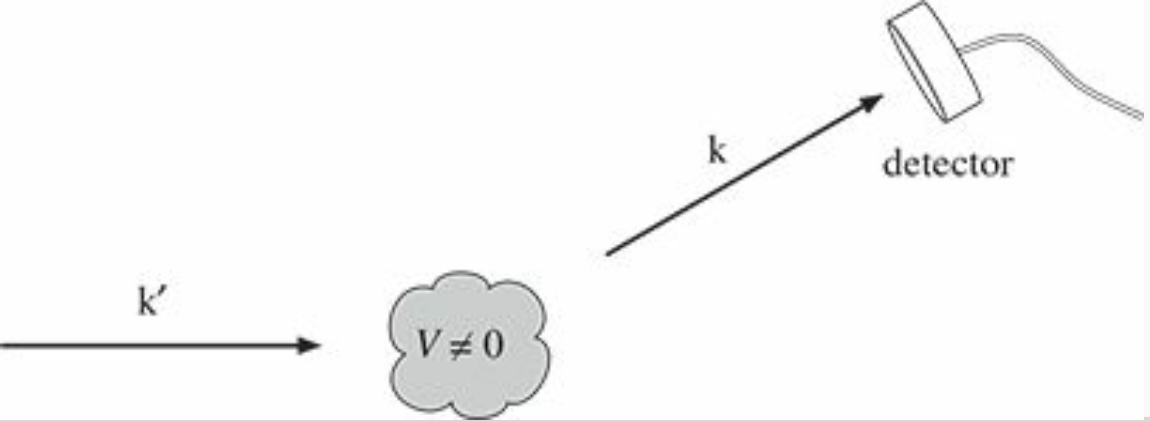 k
detector
k′
V ≠ 0